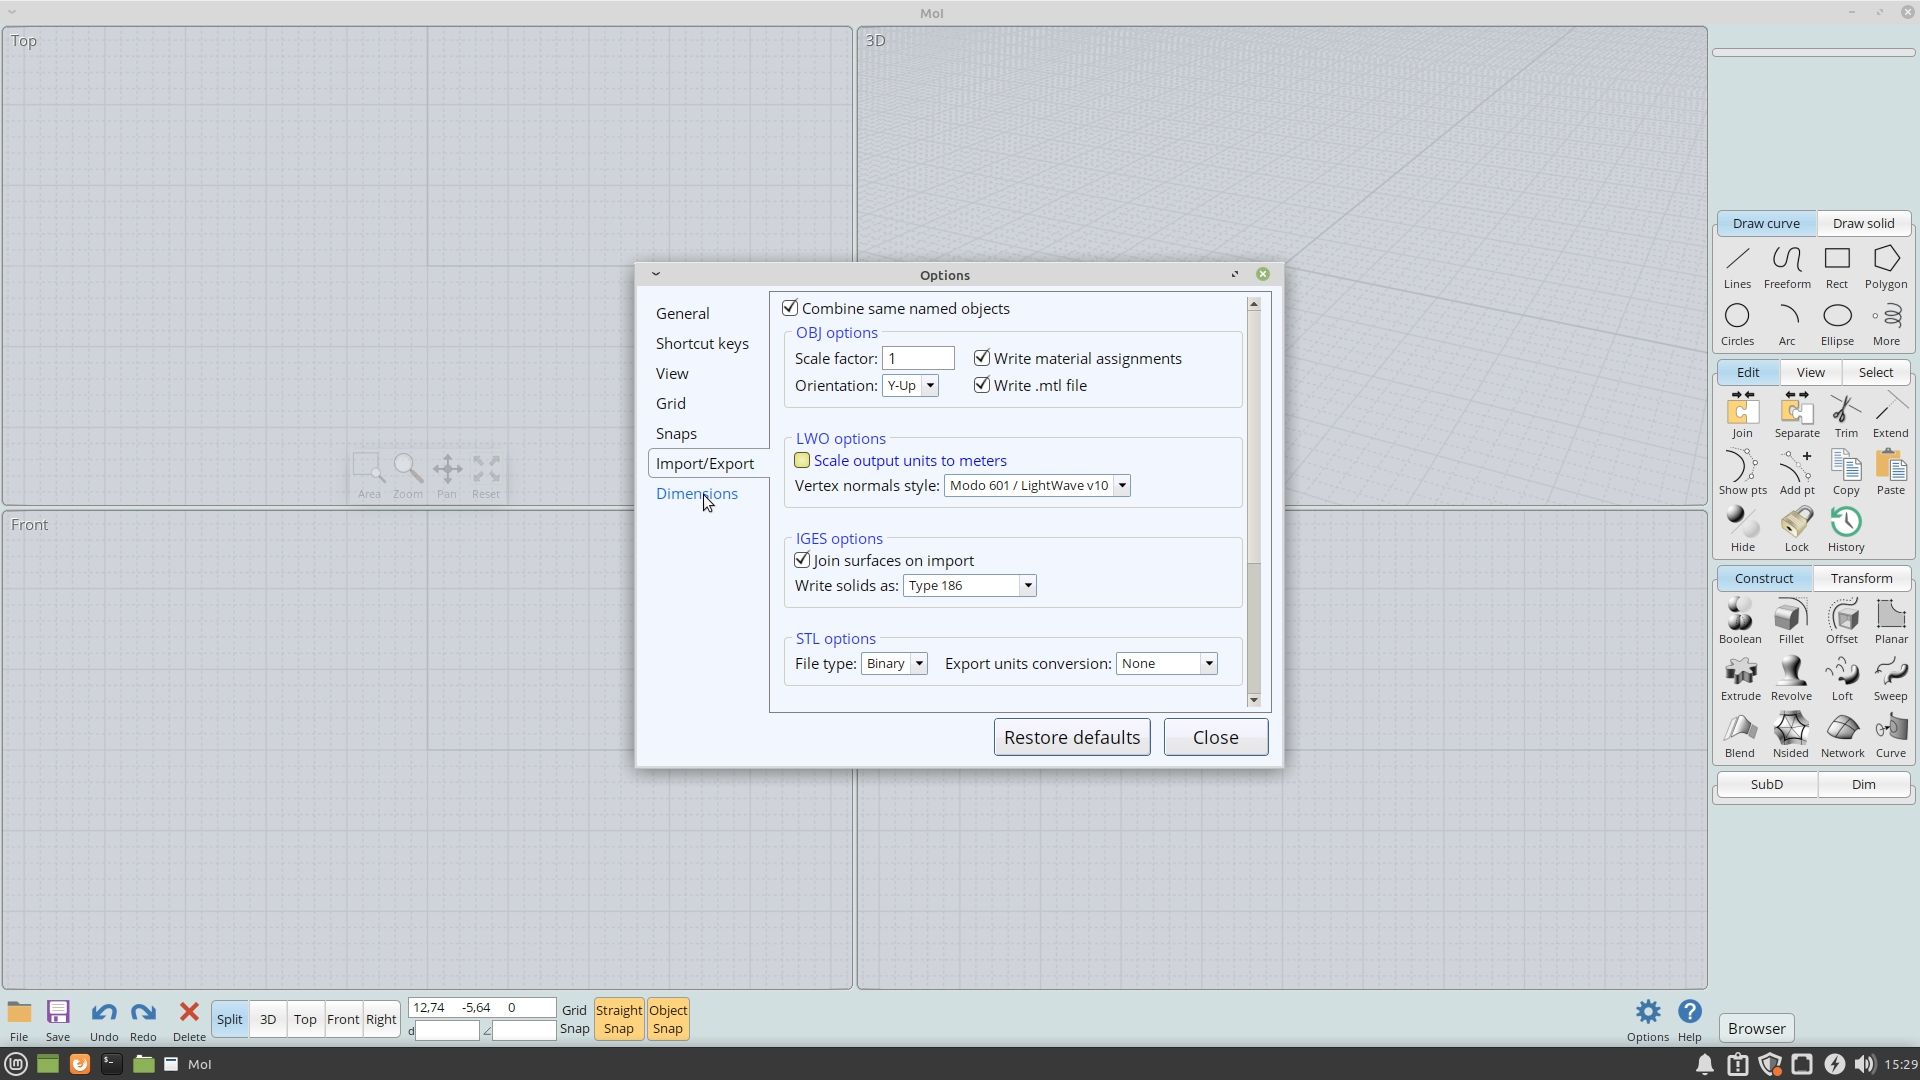 MoI
Top
3D
Front
Area Zoom Pan Reset
Options
General
Shortcut keys
View
Grid
Snaps
Import/Export
Dimensions
Combine same named objects
OBJ options
Scale factor: 1
Write material assignments
Orientation: Y-Up
Write .mtl file
LWO options
Scale output units to meters
Vertex normals style: Modo 601 / LightWave v10
IGES options
Join surfaces on import
Write solids as: Type 186
STL options
File type: Binary Export units conversion: None
Restore defaults Close
Draw curve Draw solid
Lines Freeform Rect Polygon
Circles Arc Ellipse More
Edit View Select
Join Separate Trim Extend
Show pts Add pt Copy Paste
Hide Lock History
Construct Transform
Boolean Fillet Offset Planar
Extrude Revolve Loft Sweep
Blend Nsided Network Curve
SubD Dim
File Save Undo Redo Delete
Split 3D Top Front Right
12,74 -5,64 0
d
Grid
Snap
Straight
Snap
Object
Snap
Options Help
Browser
MoI
15:29